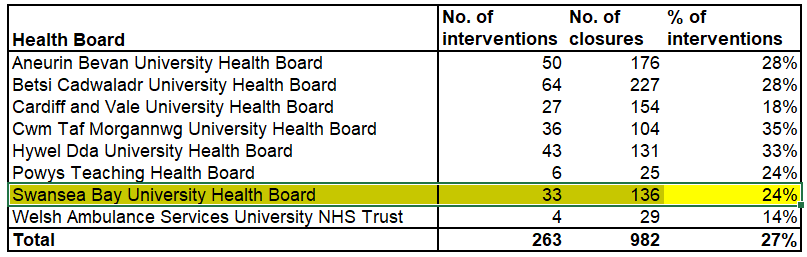 Health Board No. of interventions No. of closures % of interventions
Aneurin Bevan University Health Board 50 176 28%
Betsi Cadwaladr University Health Board 64 227 28%
Cardiff and Vale University Health Board 27 154 18%
Cwm Taf Morgannwg University Health Board 36 104 35%
Hywel Dda University Health Board 43 131 33%
Powys Teaching Health Board 6 25 24%
Swansea Bay University Health Board 33 136 24%
Welsh Ambulance Services University NHS Trust 4 29 14%
Total 263 982 27%